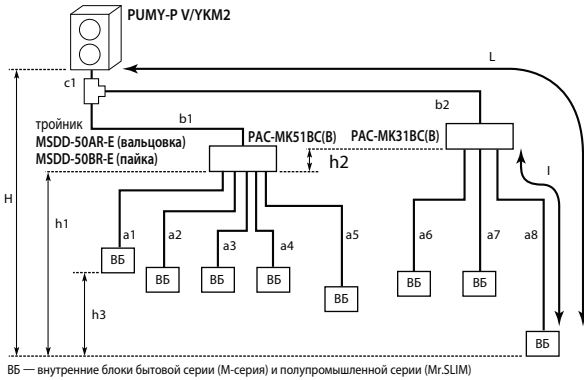 PUMY-P V/YKM2
L
c1
b1
b2
тройник
MSDD-50AR-E (вальцовка)
MSDD-50BR-E (пайка)
PAC-MK51BC(B)
PAC-MK31BC(B)
h2
l
H
h1
a1
a2
a3
a4
a5
a6
a7
a8
ВБ
ВБ
ВБ
ВБ
ВБ
ВБ
ВБ
ВБ
h3
ВБ — внутренние блоки бытовой серии (М-серия) и полупромышленной серии (Mr.SLIM)